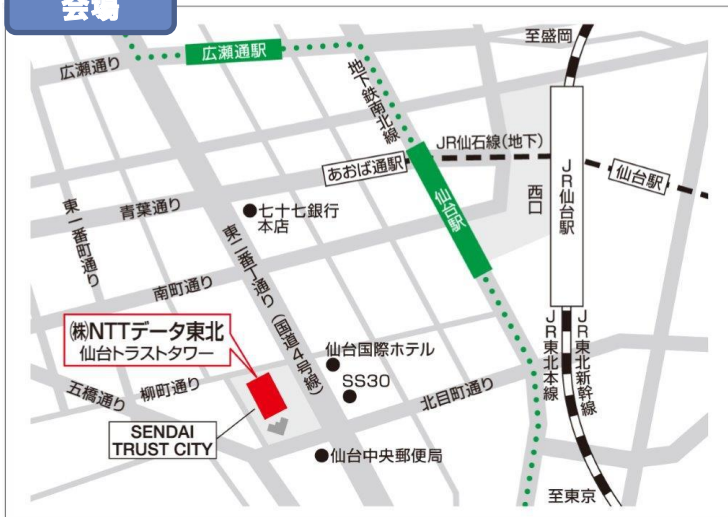 会場
至盛岡
広瀬通駅
広瀬通り
地下鉄南北線
JR仙石線(地下)
あおば通駅
仙台駅
西口
JR仙台駅
仙台駅
東一番町通り
青葉通り
七十七銀行
本店
東二番丁通り(国道4号線)
南町通り
㈱NTTデータ東北
仙台トラストタワー
仙台国際ホテル
SS30
JR東北本線
JR東北新幹線
五橋通り
柳町通り
北目町通り
SENDAI
TRUST CITY
仙台中央郵便局
至東京